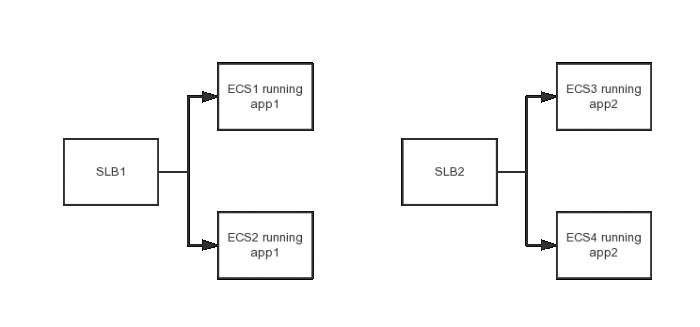 ECS1 running
app1
SLB1
ECS2 running
app1
ECS3 running
app2
SLB2
ECS4 running
app2